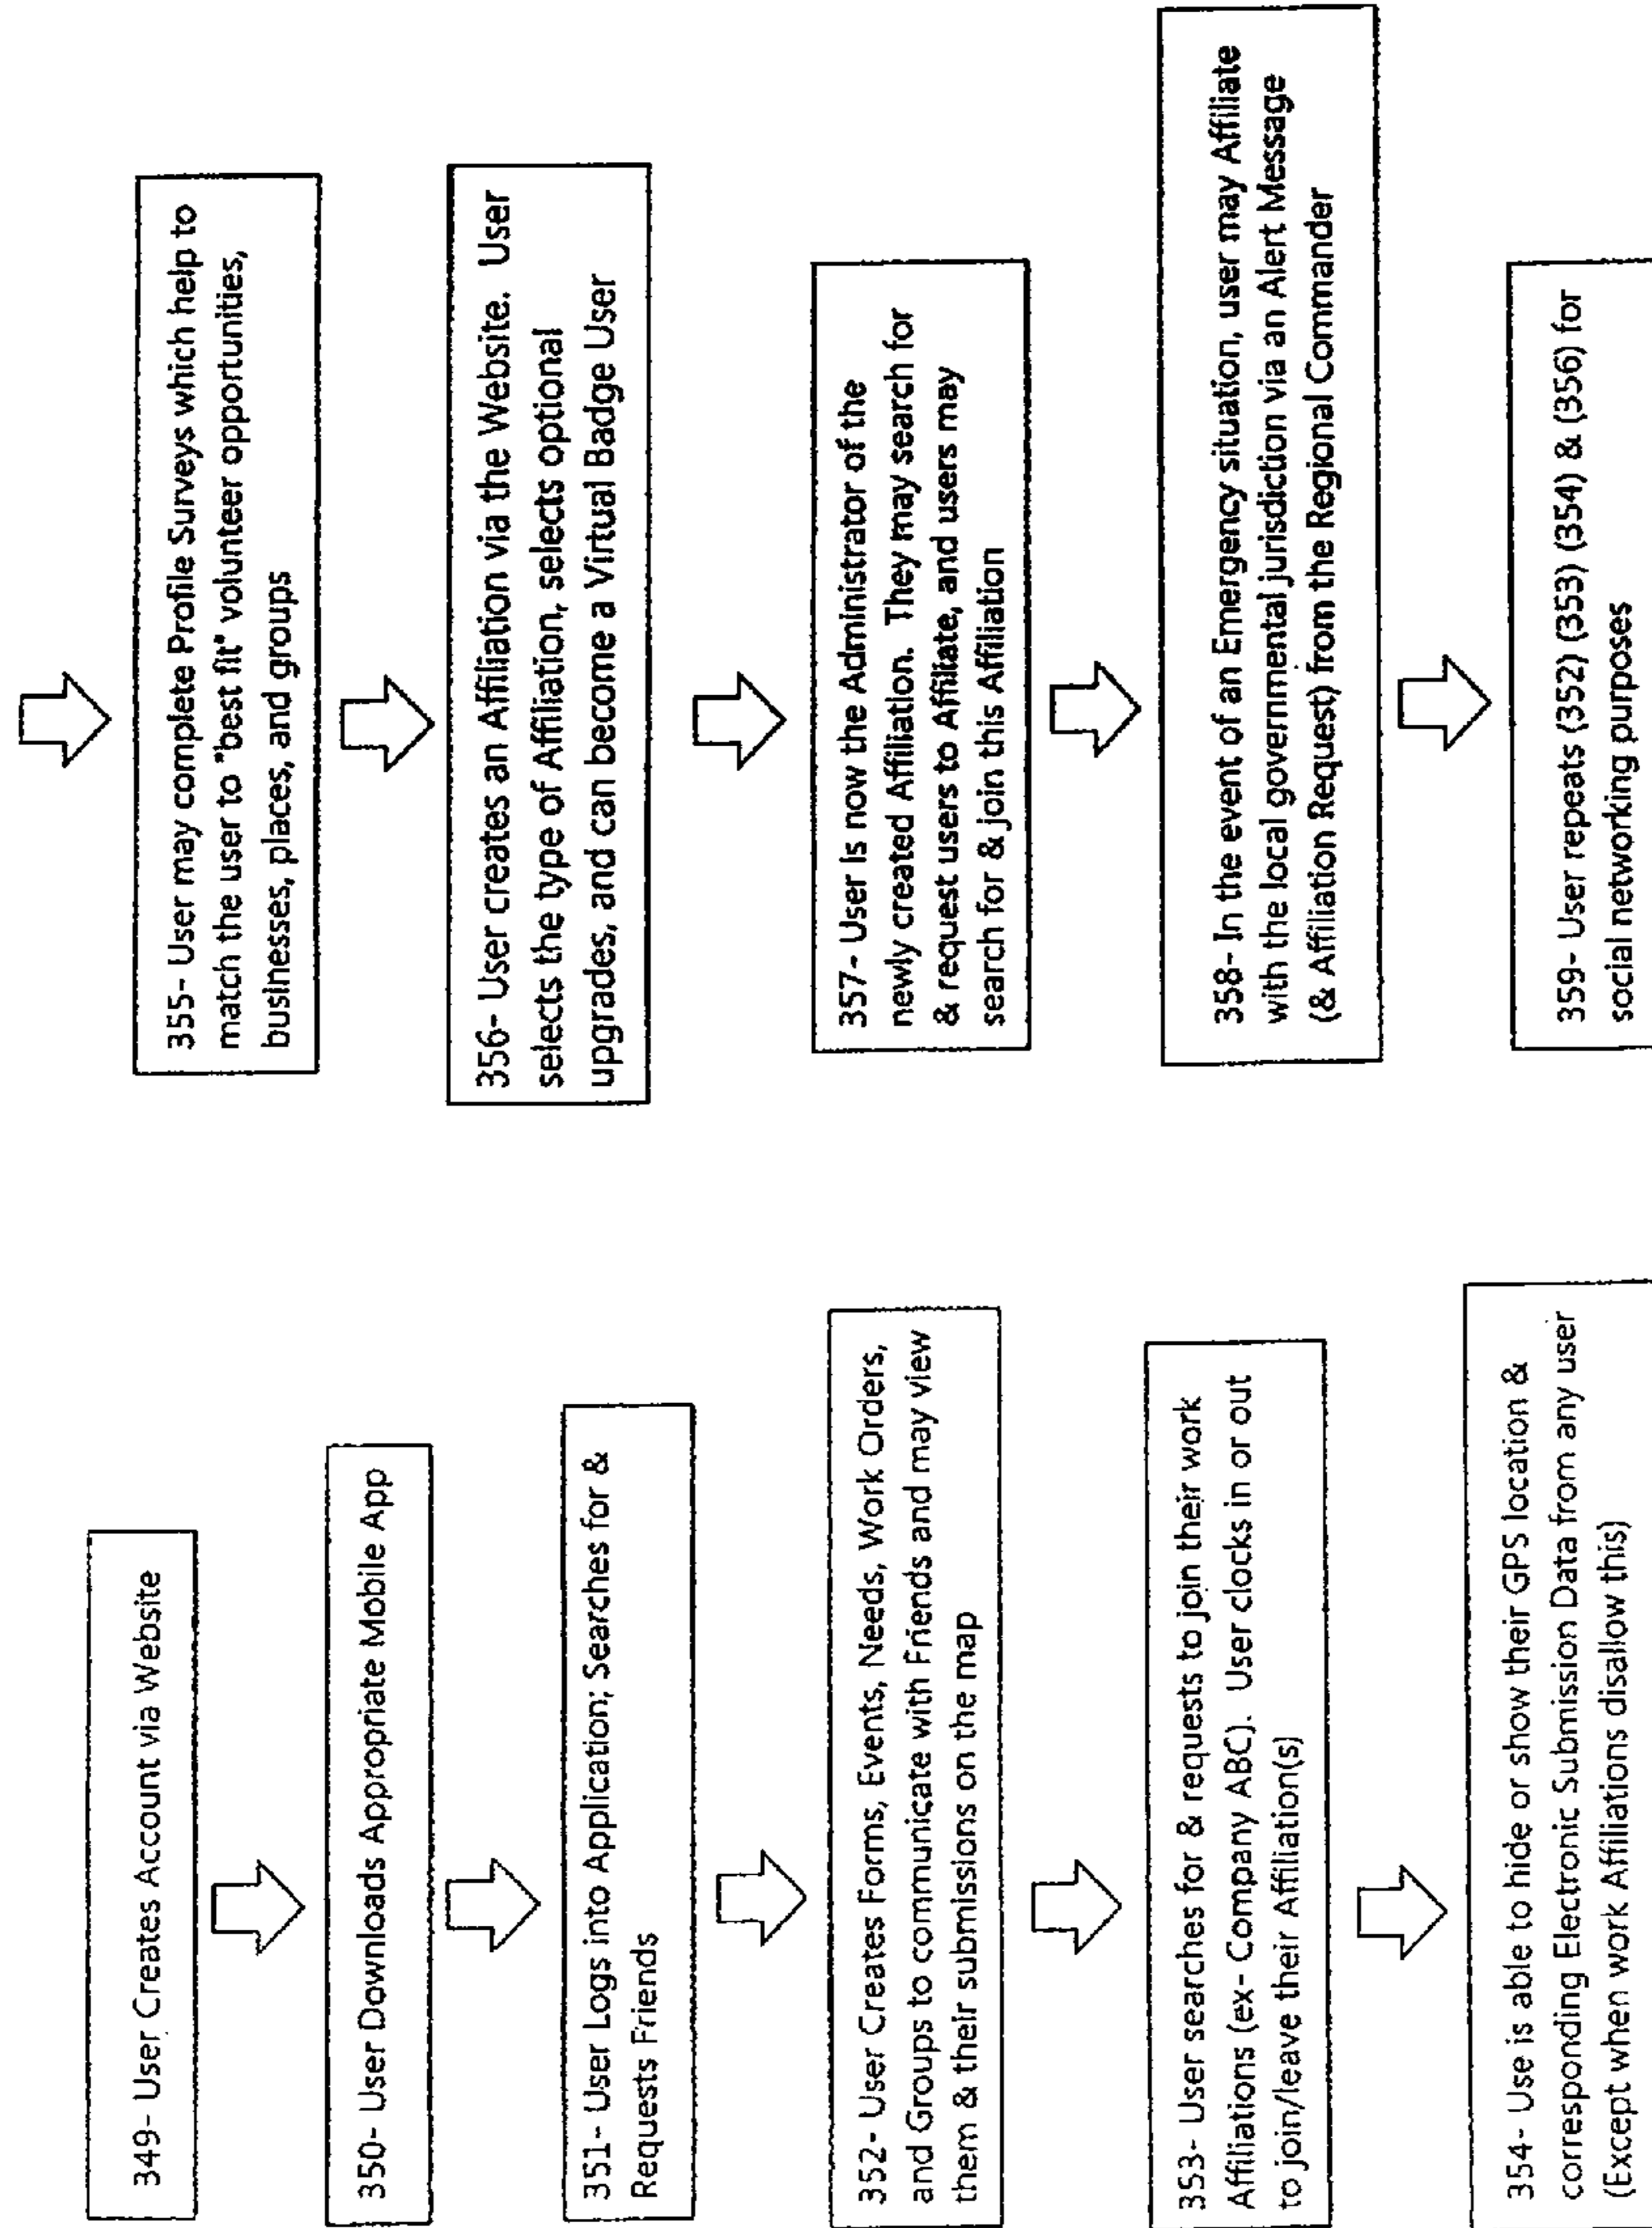 349- User Creates Account via Website
350- User Downloads Appropriate Mobile App
351- User Logs into Application; Searches for &
Requests Friends
352- User Creates Forms, Events, Needs, Work Orders,
and Groups to communicate with Friends and may view
them & their submissions on the map
353- User searches for & requests to join their work
Affiliations (ex- Company ABC). User clocks in or out
to join/leave their Affiliation(s)
354- Use is able to hide or show their GPS location &
corresponding Electronic Submission Data from any user
(Except when work Affiliations disallow this)
355- User may complete Profile Surveys which help to
match the user to "best fit" volunteer opportunities,
businesses, places, and groups
356- User creates an Affiliation via the Website. User
selects the type of Affiliation, selects optional
upgrades, and can become a Virtual Badge User
357- User is now the Administrator of the
newly created Affiliation. They may search for
& request users to Affiliate, and users may
search for & join this Affiliation
358- In the event of an Emergency situation, user may Affiliate
with the local governmental jurisdiction via an Alert Message
(& Affiliation Request) from the Regional Commander
359- User repeats (352) (353) (354) & (356) for
social networking purposes